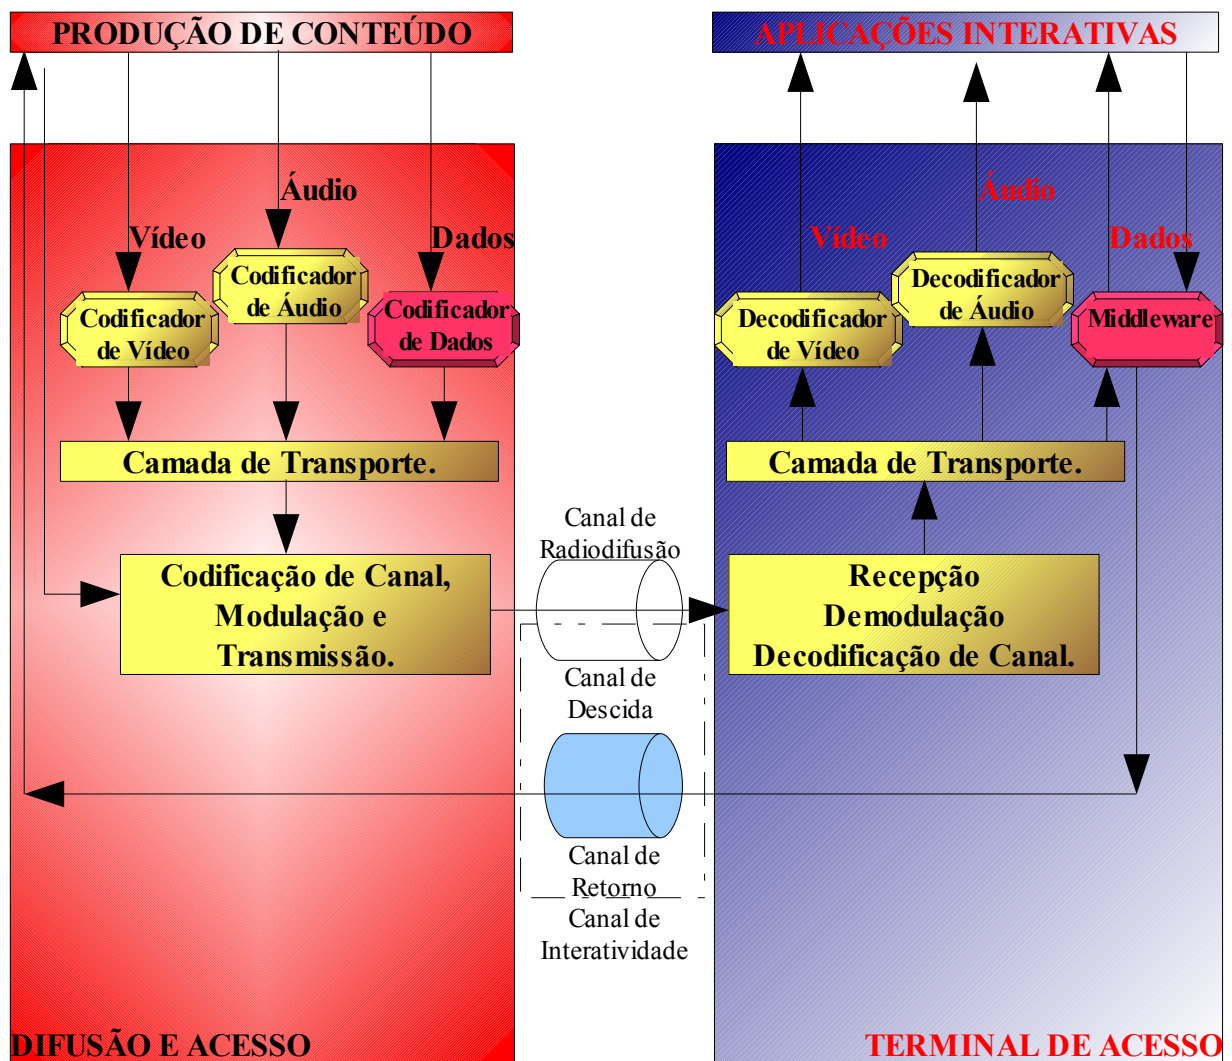 PRODUÇÃO DE CONTEÚDO
APLICAÇÕES INTERATIVAS
Áudio
Vídeo
Dados
Codificador
de Áudio
Codificador
de Vídeo
Codificador
de Dados
Camada de Transporte.
Codificação de Canal,
Modulação e
Transmissão.
Canal de
Radiodifusão
Canal de
Descida
Canal de
Retorno
Canal de
Interatividade
Áudio
Vídeo
Dados
Decodificador
de Áudio
Decodificador
de Vídeo
Middleware
Camada de Transporte.
Recepção
Demodulação
Decodificação de Canal.
DIFUSÃO E ACESSO
TERMINAL DE ACESSO